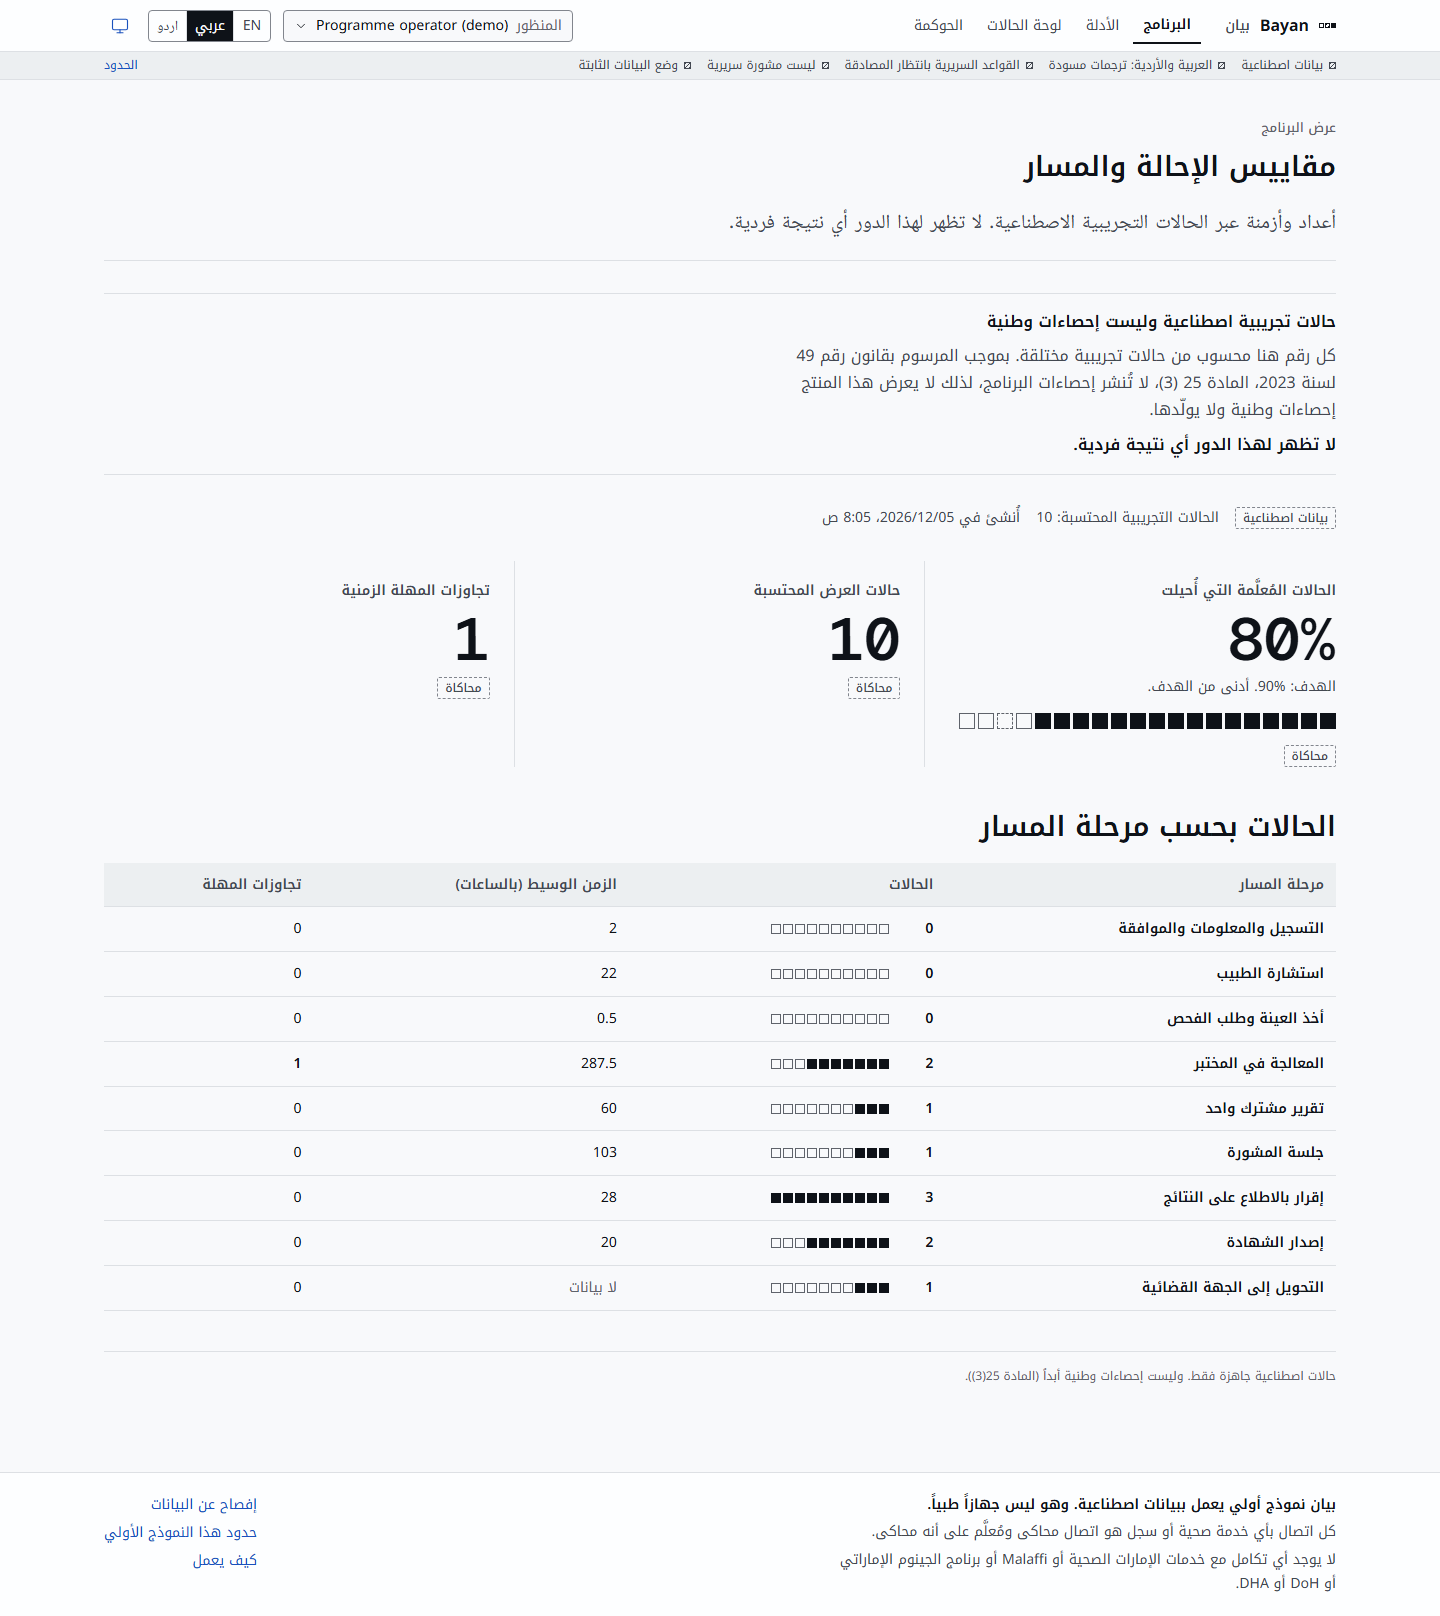 Bayan بيان
البرنامج
الأدلة
لوحة الحالات
الحوكمة
المنظور Programme operator (demo)
EN
عربي
اردو
بيانات اصطناعية
العربية والأردية: ترجمات مسودة
القواعد السريرية بانتظار المصادقة
ليست مشورة سريرية
وضع البيانات الثابتة
الحدود
عرض البرنامج
مقاييس الإحالة والمسار
أعداد وأزمنة عبر الحالات التجريبية الاصطناعية. لا تظهر لهذا الدور أي نتيجة فردية.
حالات تجريبية اصطناعية وليست إحصاءات وطنية
كل رقم هنا محسوب من حالات تجريبية مختلقة. بموجب المرسوم بقانون رقم 49
لسنة 2023، المادة 25 (3)، لا تُنشر إحصاءات البرنامج، لذلك لا يعرض هذا المنتج
إحصاءات وطنية ولا يولّدها.
لا تظهر لهذا الدور أي نتيجة فردية.
بيانات اصطناعية
الحالات التجريبية المحتسبة: 10
أُنشئ في 2026/12/05، 8:05 ص
الحالات المُعلَّمة التي أُحيلت
80%
الهدف: 90%. أدنى من الهدف.
محاكاة
حالات العرض المحتسبة
10
محاكاة
تجاوزات المهلة الزمنية
1
محاكاة
الحالات بحسب مرحلة المسار
مرحلة المسار الحالات الزمن الوسيط (بالساعات) تجاوزات المهلة
التسجيل والمعلومات والموافقة 0 2 0
استشارة الطبيب 0 22 0
أخذ العينة وطلب الفحص 0 0.5 0
المعالجة في المختبر 2 287.5 1
تقرير مشترك واحد 1 60 0
جلسة المشورة 1 103 0
إقرار بالاطلاع على النتائج 3 28 0
إصدار الشهادة 2 20 0
التحويل إلى الجهة القضائية 1 لا بيانات 0
حالات اصطناعية جاهزة فقط. وليست إحصاءات وطنية أبداً (المادة 25(3)).
بيان نموذج أولي يعمل ببيانات اصطناعية. وهو ليس جهازاً طبياً.
كل اتصال بأي خدمة صحية أو سجل هو اتصال محاكى ومُعلَّم على أنه محاكى.
لا يوجد أي تكامل مع خدمات الإمارات الصحية أو Malaffi أو برنامج الجينوم الإماراتي
أو DoH أو DHA.
إفصاح عن البيانات
حدود هذا النموذج الأولي
كيف يعمل